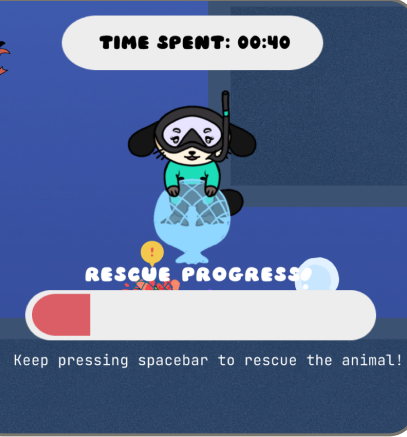 TIME SPENT: 00:40
!
RESCUE PROGRESS
Keep pressing spacebar to rescue the animal!